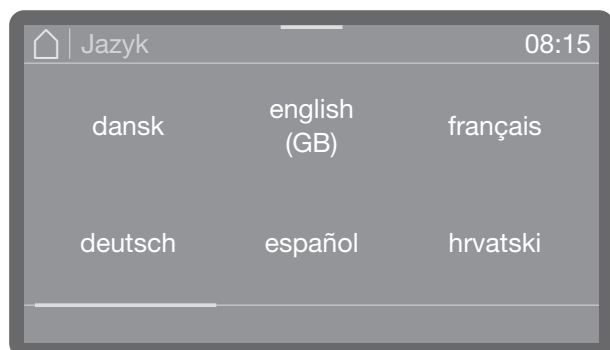 Jazyk 08:15
dansk english (GB) français
deutsch español hrvatski